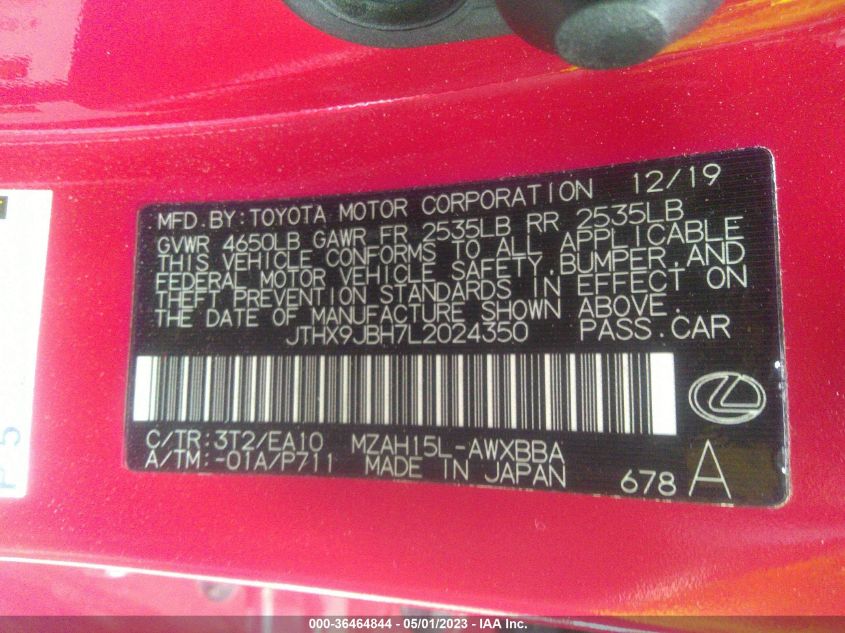 MFD. BY: TOYOTA MOTOR CORPORATION 12/19
GVWR 4650LB GAWR FR 2535LB RR 2535LB
THIS VEHICLE CONFORMS TO ALL APPLICABLE
FEDERAL MOTOR VEHICLE SAFETY, BUMPER, AND
THEFT PREVENTION STANDARDS IN EFFECT ON
THE DATE OF MANUFACTURE SHOWN ABOVE.
JTHX9JBH7L2024350 PASS. CAR
C/TR: 3T2/EA10 MZAH15L-AWXBBA
A/TM: -01A/P711 MADE IN JAPAN
678 A
P5
000-36464844 / 05/01/2023 - IAA Inc.